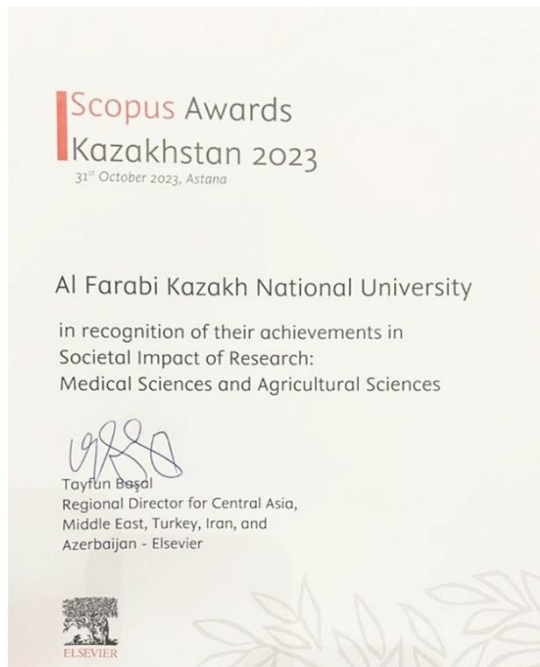 Scopus Awards
Kazakhstan 2023
31st October 2023, Astana
Al Farabi Kazakh National University
in recognition of their achievements in
Societal Impact of Research:
Medical Sciences and Agricultural Sciences
Tayfun Başal
Regional Director for Central Asia,
Middle East, Turkey, Iran, and
Azerbaijan - Elsevier
ELSEVIER